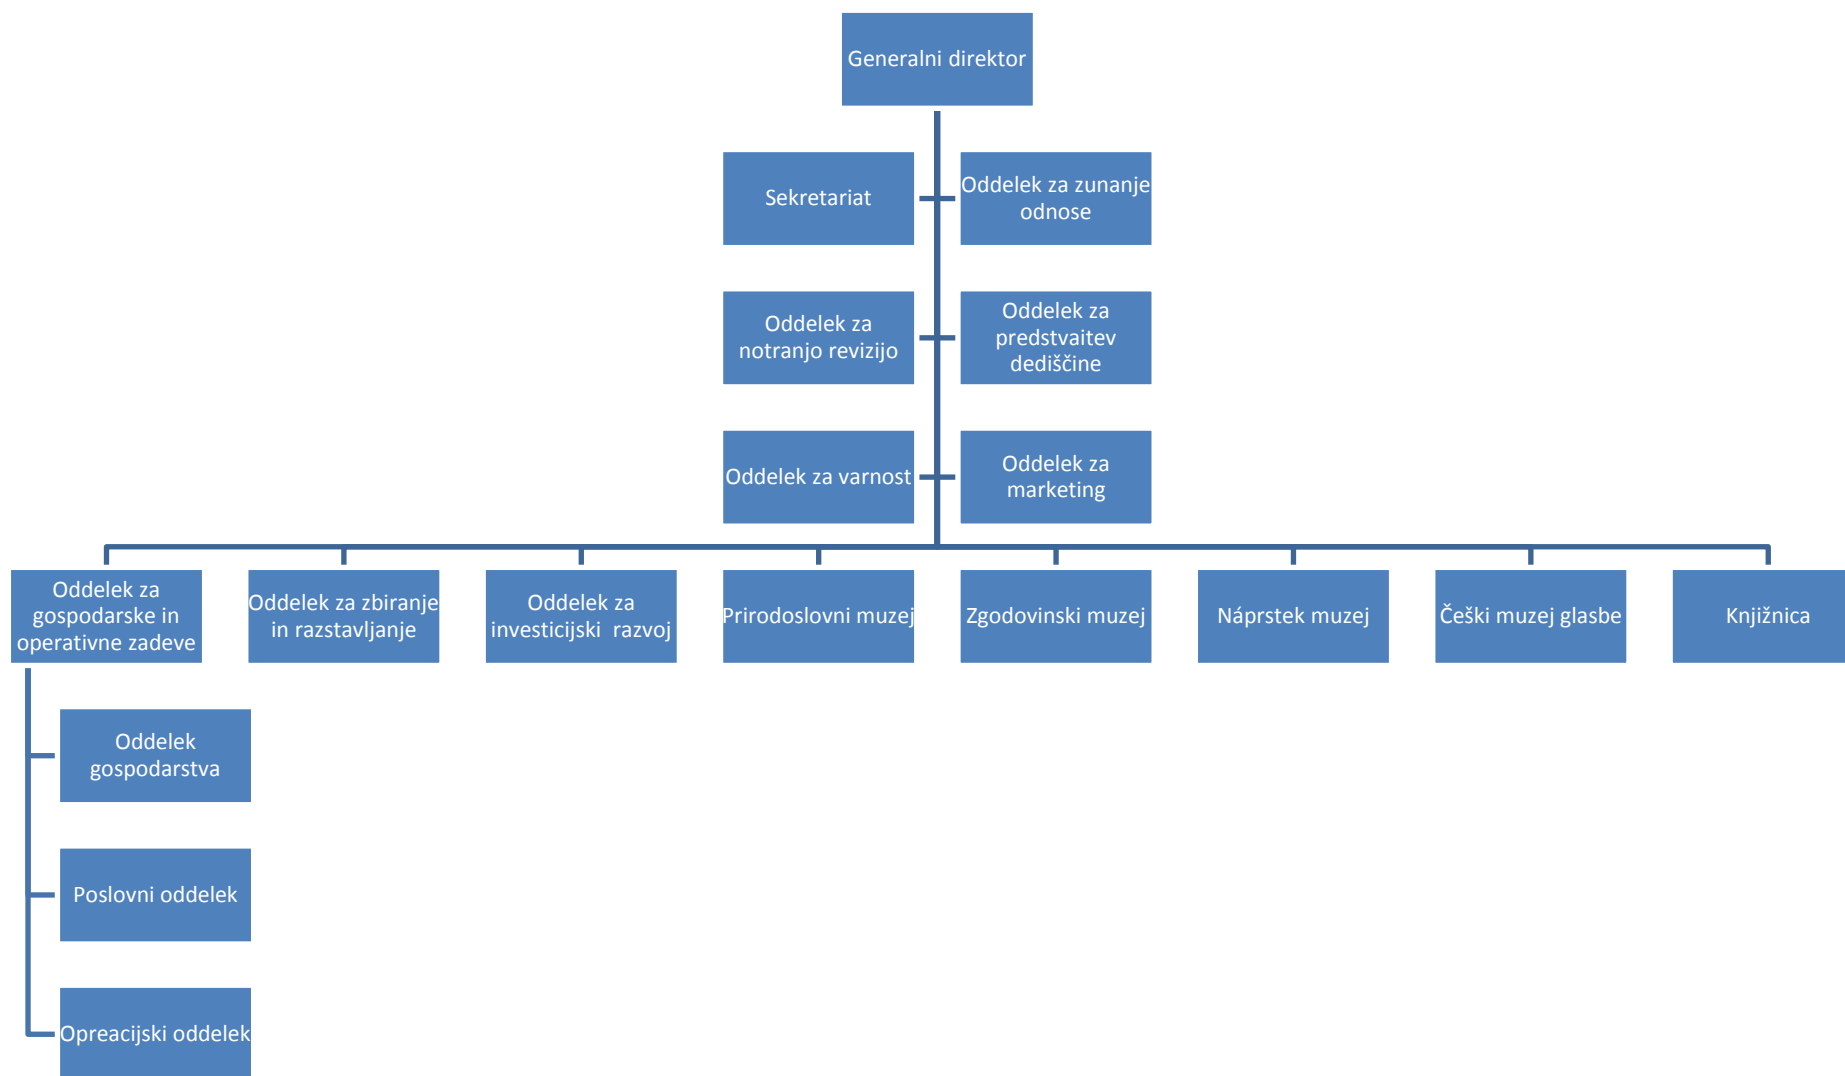 Generalni direktor
Sekretariat
Oddelek za zunanje
odnose
Oddelek za
notranjo revizijo
Oddelek za
predstvaitev
dediščine
Oddelek za varnost
Oddelek za
marketing
Oddelek za
gospodarske in
operativne zadeve
Oddelek za zbiranje
in razstavljanje
Oddelek za
investicijski razvoj
Prirodoslovni muzej
Zgodovinski muzej
Náprstek muzej
Češki muzej glasbe
Knjižnica
Oddelek
gospodarstva
Poslovni oddelek
Opreacijski oddelek